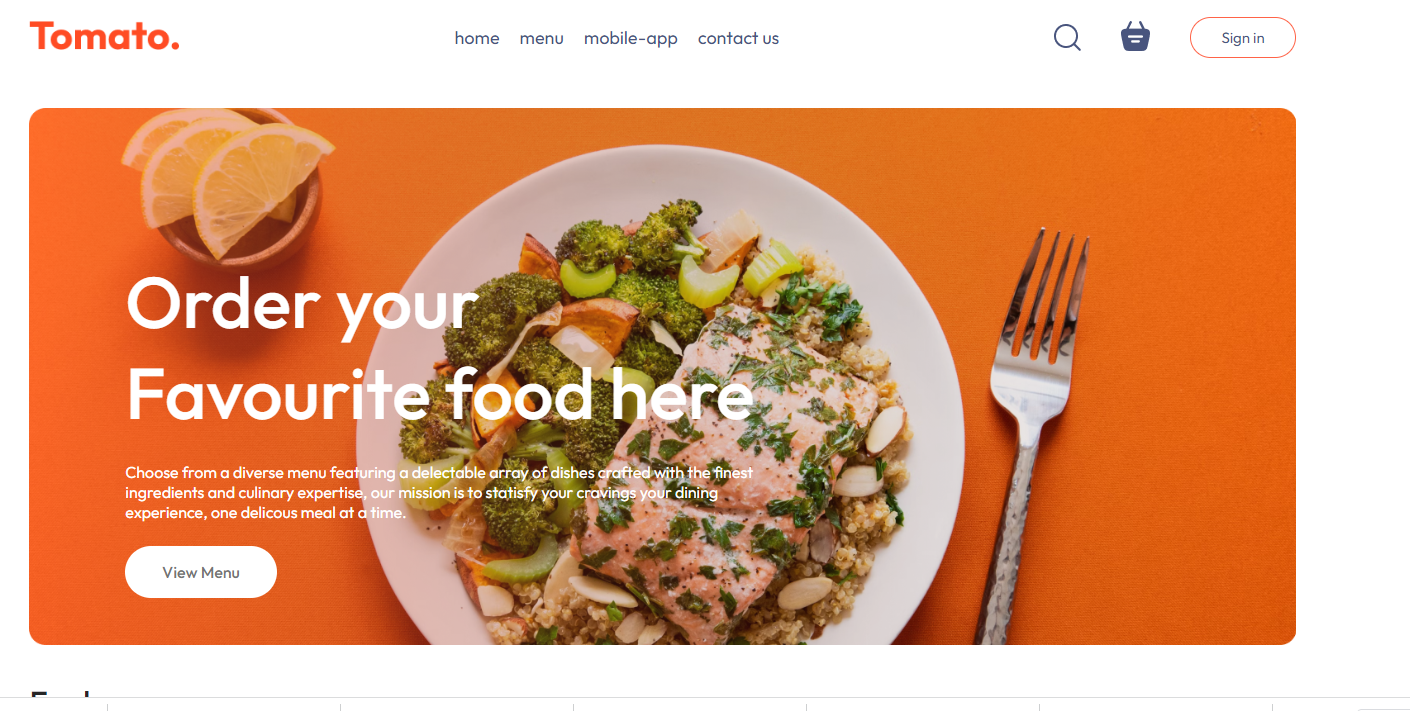 Tomato.
home menu mobile-app contact us
Sign in
Order your
Favourite food here
Choose from a diverse menu featuring a delectable array of dishes crafted with the finest
ingredients and culinary expertise, our mission is to statisfy your cravings your dining
experience, one delicous meal at a time.
View Menu